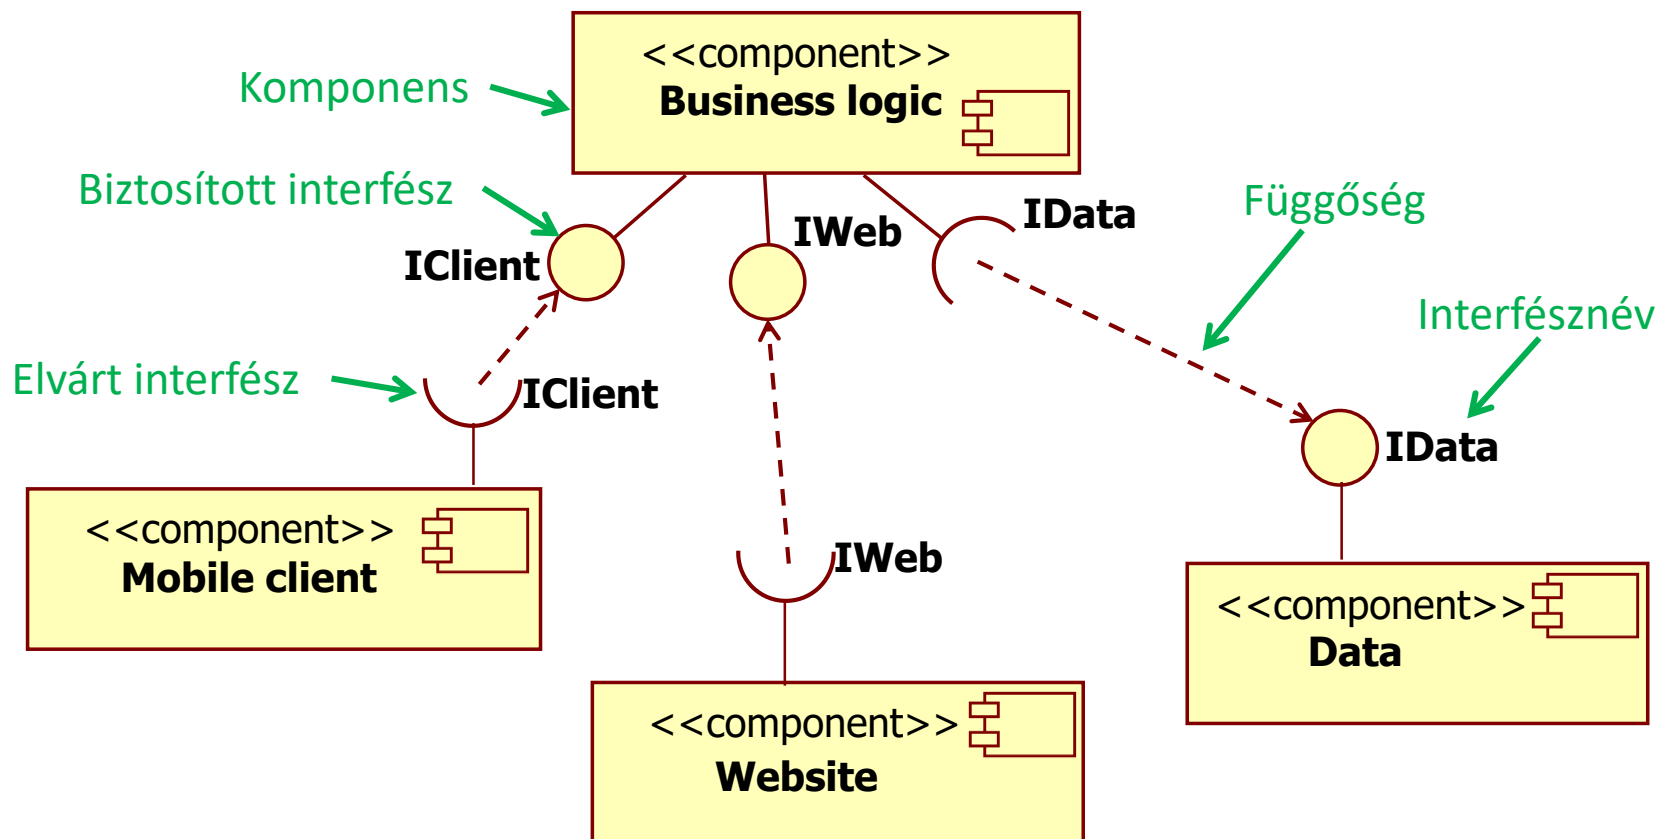 <<component>>
Business logic
Komponens
Biztosított interfész
Függőség
IData
IWeb
IClient
Interfésznév
Elvárt interfész
IClient
IData
<<component>>
Mobile client
IWeb
<<component>>
Data
<<component>>
Website